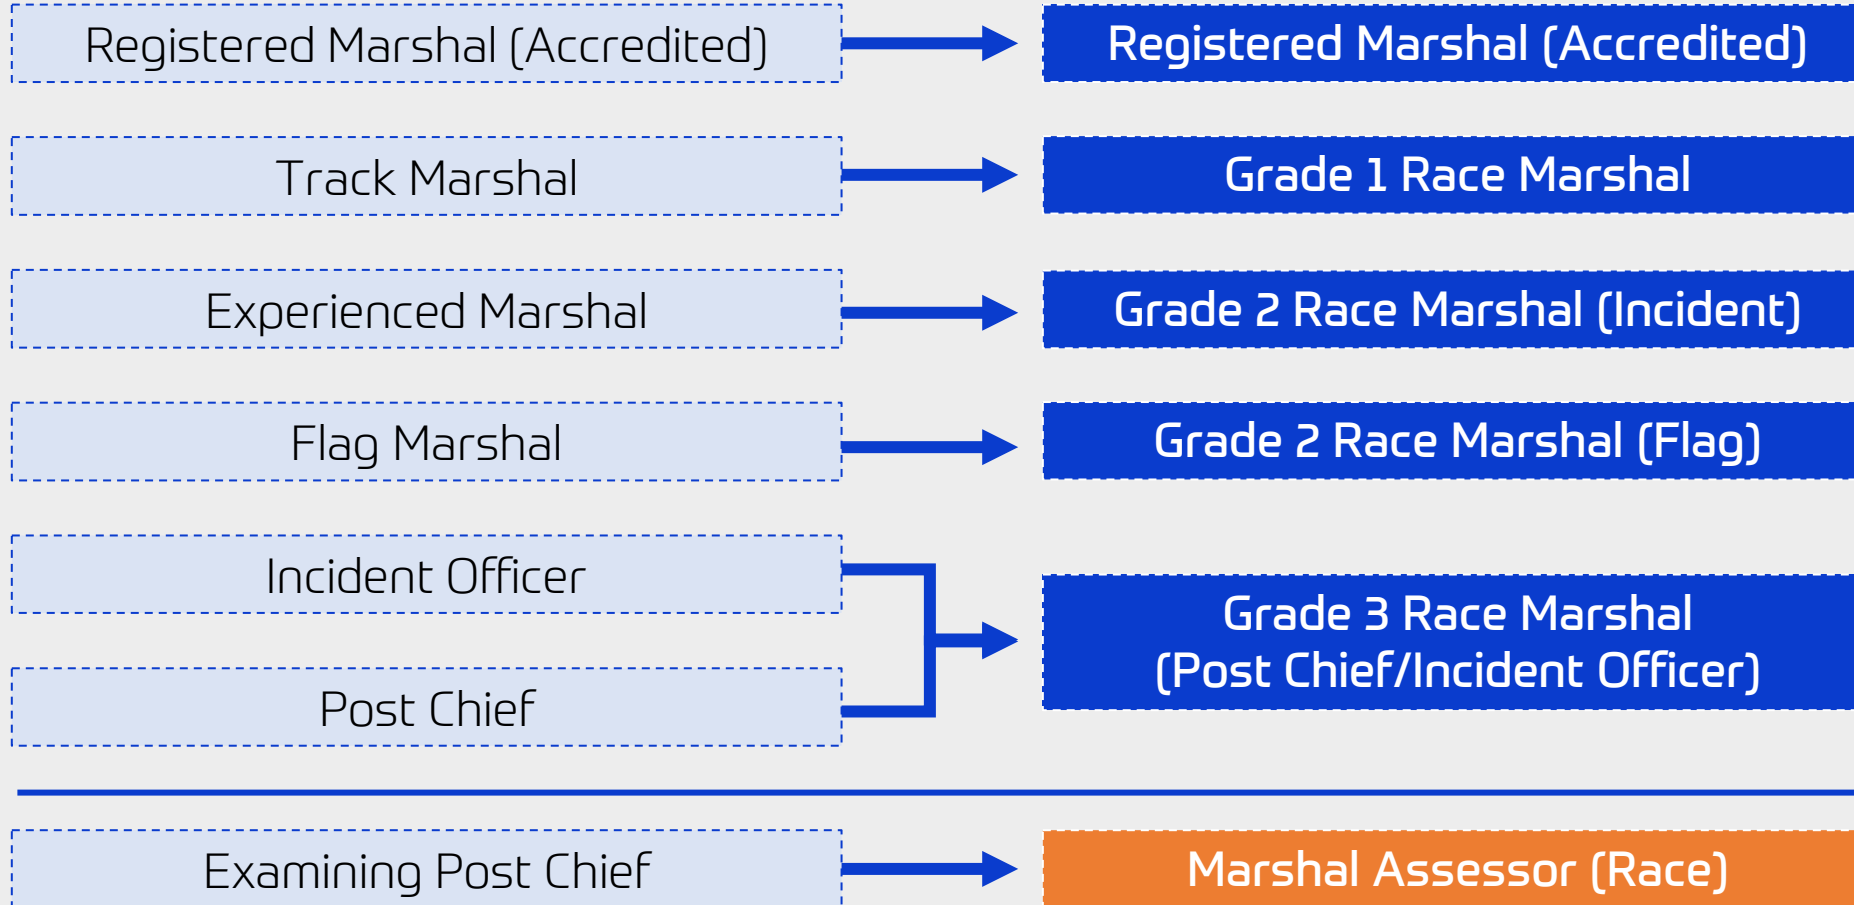 Registered Marshal (Accredited)
Registered Marshal (Accredited)
Track Marshal
Grade 1 Race Marshal
Experienced Marshal
Grade 2 Race Marshal (Incident)
Flag Marshal
Grade 2 Race Marshal (Flag)
Incident Officer
Post Chief
Grade 3 Race Marshal
(Post Chief/Incident Officer)
Examining Post Chief
Marshal Assessor (Race)